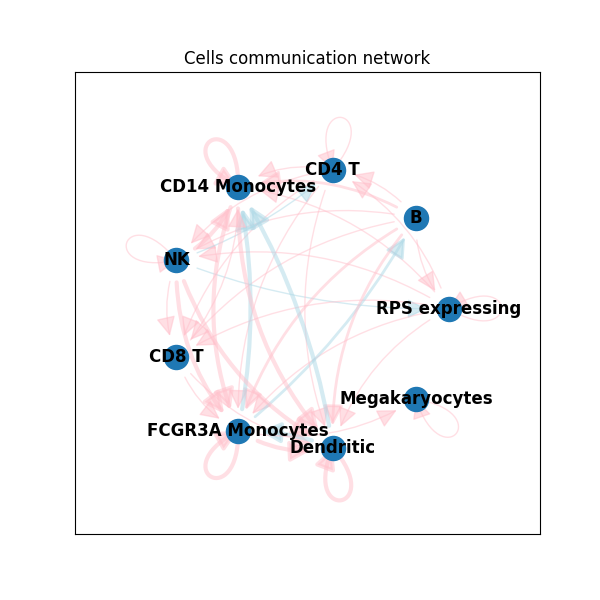 Cells communication network
CD4 T
CD14 Monocytes
B
NK
RPS expressing
CD8 T
Megakaryocytes
FCGR3A Monocytes
Dendritic